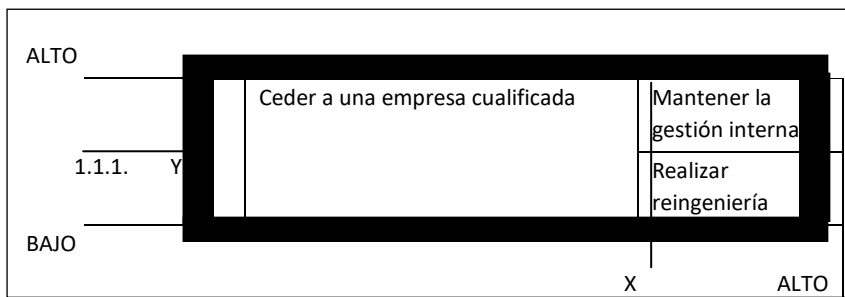 ALTO
Ceder a una empresa cualificada
Mantener la
gestión interna
1.1.1. Y
Realizar
reingeniería
BAJO
X ALTO